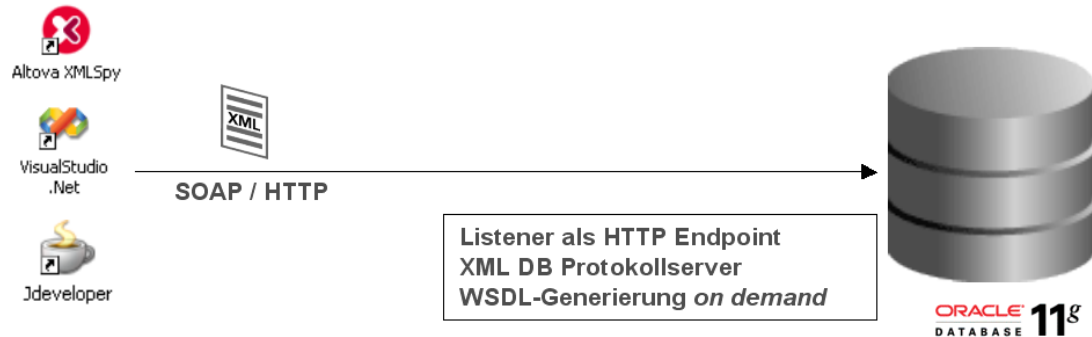 Altova XMLSpy
VisualStudio
.Net
Jdeveloper
XML
SOAP / HTTP
Listener als HTTP Endpoint
XML DB Protokollserver
WSDL-Generierung on demand
ORACLE
DATABASE 11g